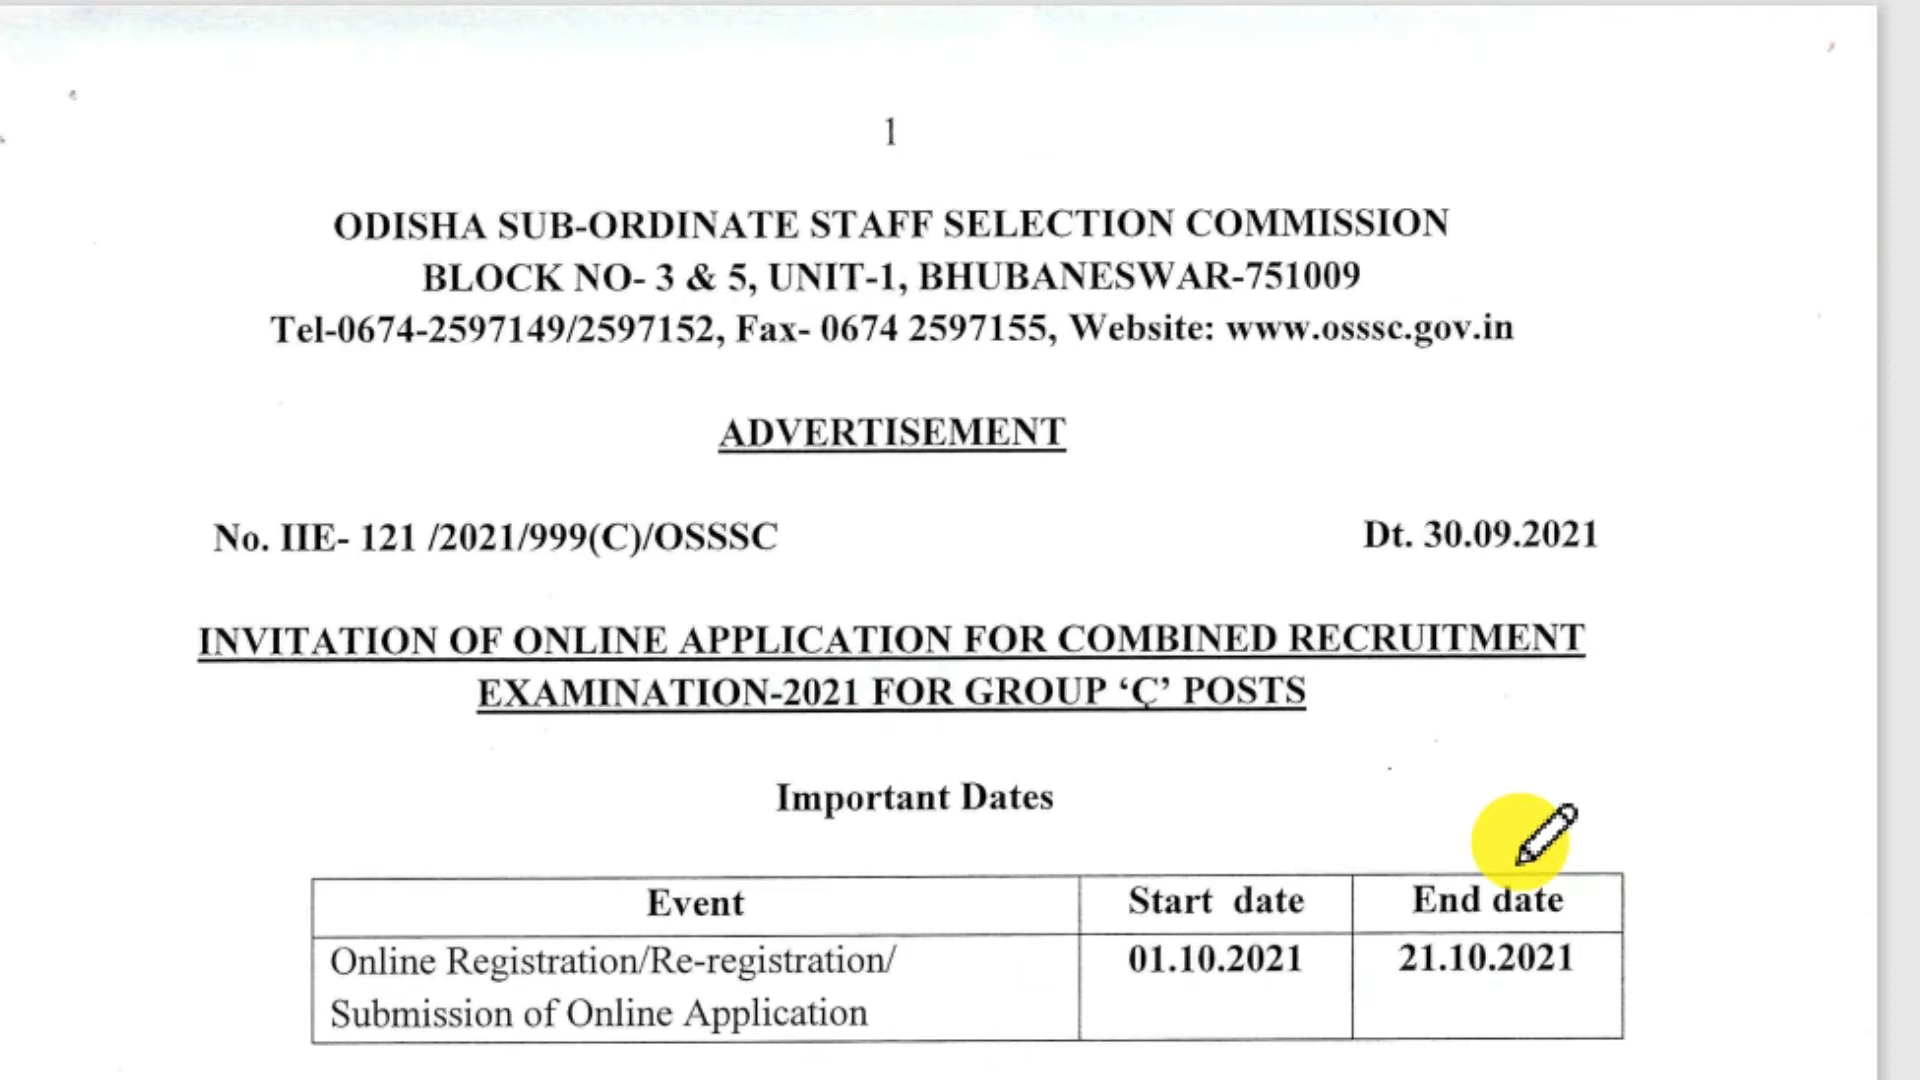 1
ODISHA SUB-ORDINATE STAFF SELECTION COMMISSION
BLOCK NO- 3 & 5, UNIT-1, BHUBANESWAR-751009
Tel-0674-2597149/2597152, Fax- 0674 2597155, Website: www.osssc.gov.in
ADVERTISEMENT
No. IIE- 121 /2021/999(C)/OSSSC Dt. 30.09.2021
INVITATION OF ONLINE APPLICATION FOR COMBINED RECRUITMENT
EXAMINATION-2021 FOR GROUP ‘C’ POSTS
Important Dates
Event Start date End date
Online Registration/Re-registration/ 01.10.2021 21.10.2021
Submission of Online Application